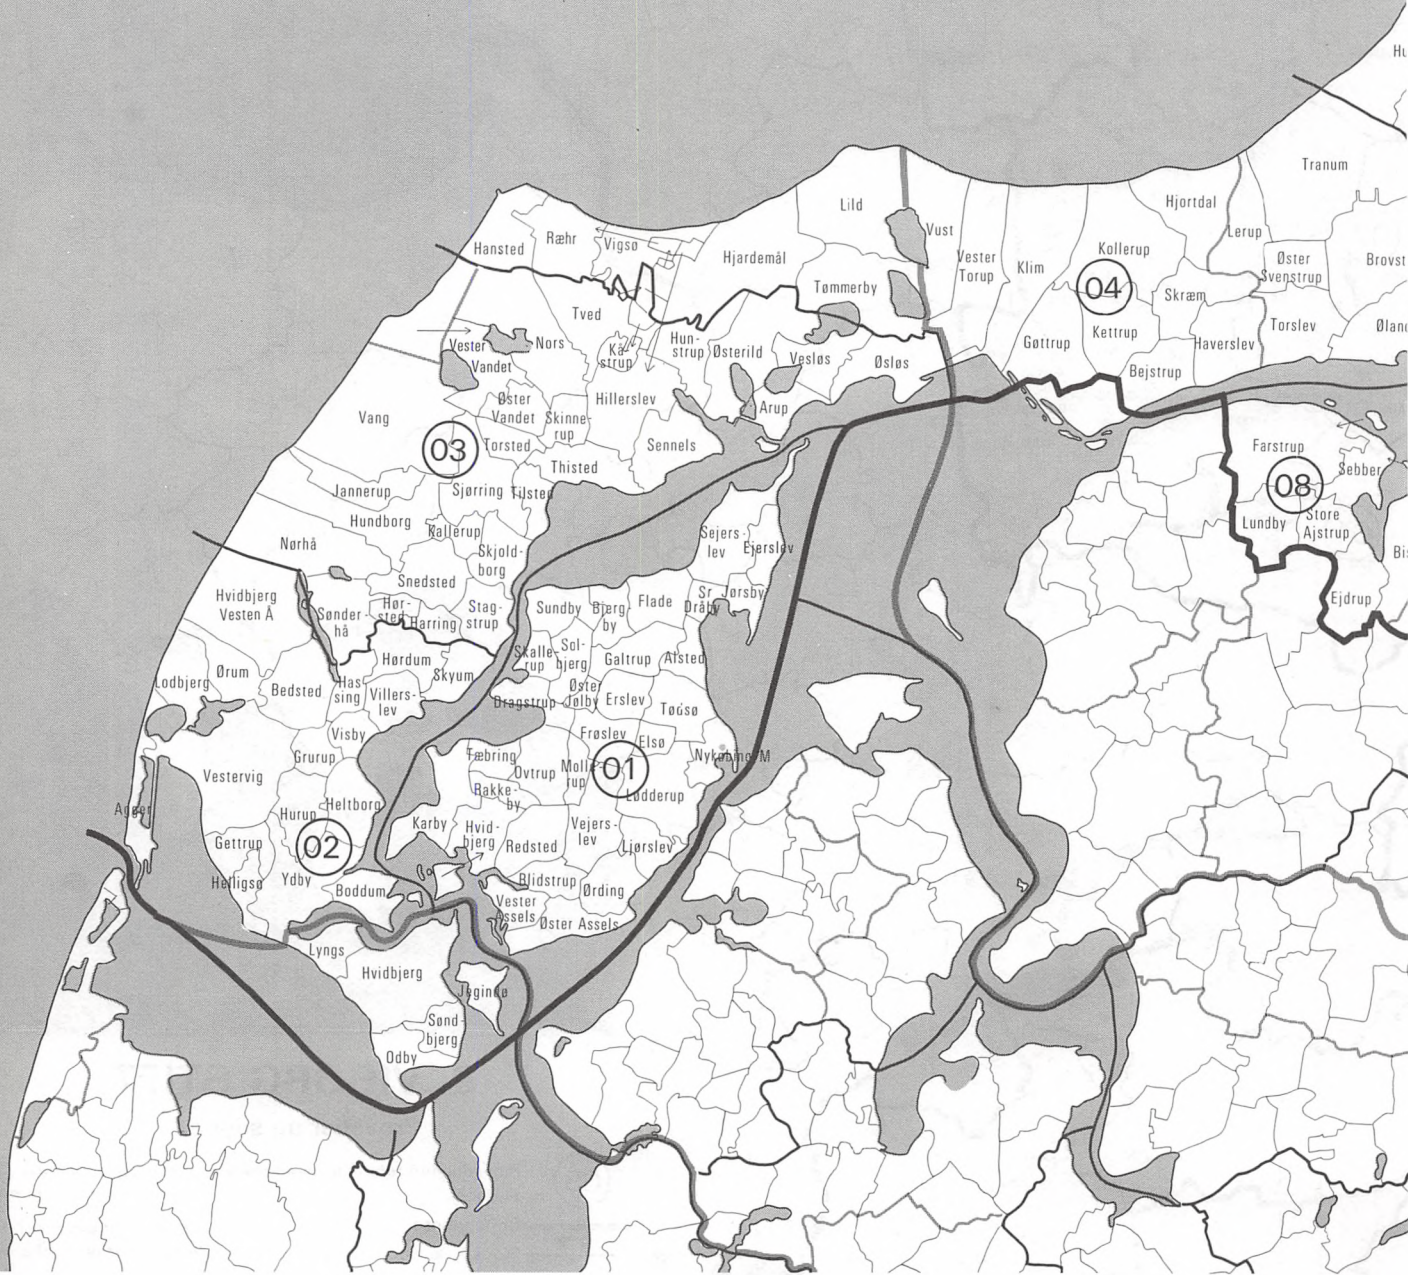 Hu
Tranum
Hjortdal
Lild
Lerup
Vust
Kollerup
Ræhr
Vigsø
Hansted
Hjardemål
Vester
Torup
Klim
Øster
Svenstrup
Brovst
04
Tømmerby
Skræm
Tved
Torslev
Øland
Gøttrup
Kettrup
Haverslev
Vester
Vandet
Nors
Kå-
strup
Hun-
strup
Østerild
Vesløs
Øsløs
Bejstrup
Øster
Vandet
Hillerslev
Arup
Vang
Skinne-
rup
03
Torsted
Sennels
Farstrup
Thisted
Sebber
08
Jannerup
Sjørring
Tilsted
Hundborg
Kallerup
Lundby
Store
Ajstrup
Nørhå
Skjold-
borg
Sejers-
lev
Ejerslev
Bis
Snedsted
Hvidbjerg
Vesten Å
Sønder-
hå
Hør-
sted
Harring
Stag-
strup
Sundby
Bjerg-
by
Flade
Sr
Dråby
Jørsby
Ejdrup
Hørdum
Skyum
Skalle-
rup
Sol-
bjerg
Galtrup
Alsted
Lodbjerg
Ørum
Bedsted
Has
sing
Villers-
lev
Dragstrup
Øster
Jølby
Erslev
Tødsø
Visby
Frøslev
Elsø
Grurup
Tæbring
Nykøbing M
Vestervig
Ovtrup
Molle-
rup
01
Rakke-
by
Lødderup
Agger
Hurup
Heltborg
Karby
Hvid-
bjerg
Vejers-
lev
Gettrup
02
Redsted
Ljørslev
Helligsø
Ydby
Boddum
Blidstrup
Ørding
Vester
Assels
Øster Assels
Lyngs
Hvidbjerg
Jegindø
Sønd-
bjerg
Odby